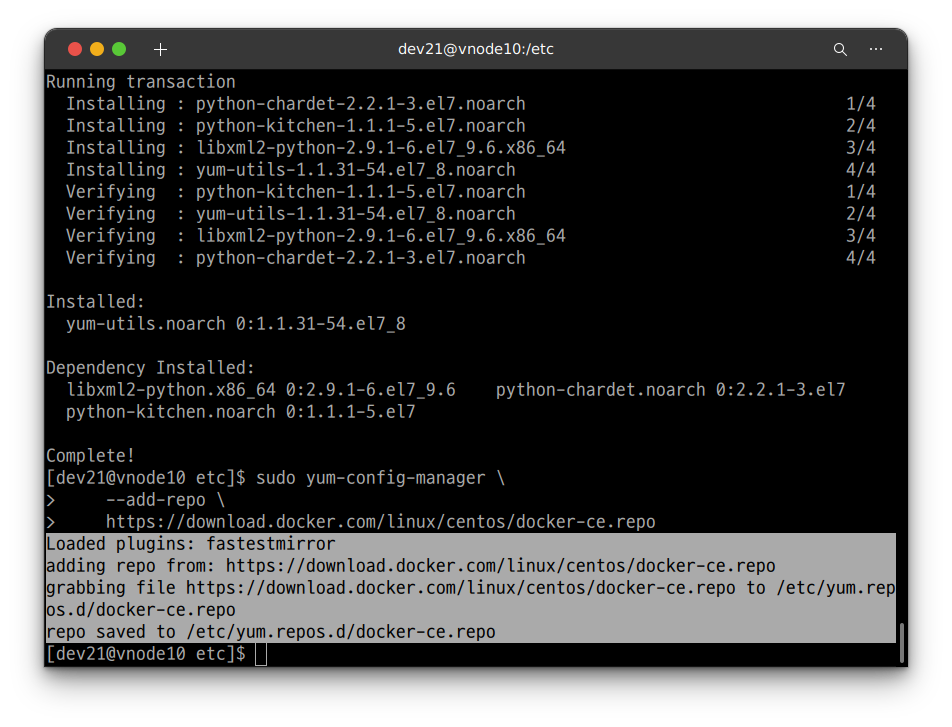 dev21@vnode10:/etc
Running transaction
  Installing : python-chardet-2.2.1-3.el7.noarch                                1/4
  Installing : python-kitchen-1.1.1-5.el7.noarch                                2/4
  Installing : libxml2-python-2.9.1-6.el7_9.6.x86_64                            3/4
  Installing : yum-utils-1.1.31-54.el7_8.noarch                                 4/4
  Verifying  : python-kitchen-1.1.1-5.el7.noarch                                1/4
  Verifying  : yum-utils-1.1.31-54.el7_8.noarch                                 2/4
  Verifying  : libxml2-python-2.9.1-6.el7_9.6.x86_64                            3/4
  Verifying  : python-chardet-2.2.1-3.el7.noarch                                4/4

Installed:
  yum-utils.noarch 0:1.1.31-54.el7_8

Dependency Installed:
  libxml2-python.x86_64 0:2.9.1-6.el7_9.6    python-chardet.noarch 0:2.2.1-3.el7
  python-kitchen.noarch 0:1.1.1-5.el7

Complete!
[dev21@vnode10 etc]$ sudo yum-config-manager \
>     --add-repo \
>     https://download.docker.com/linux/centos/docker-ce.repo
Loaded plugins: fastestmirror
adding repo from: https://download.docker.com/linux/centos/docker-ce.repo
grabbing file https://download.docker.com/linux/centos/docker-ce.repo to /etc/yum.rep
os.d/docker-ce.repo
repo saved to /etc/yum.repos.d/docker-ce.repo
[dev21@vnode10 etc]$